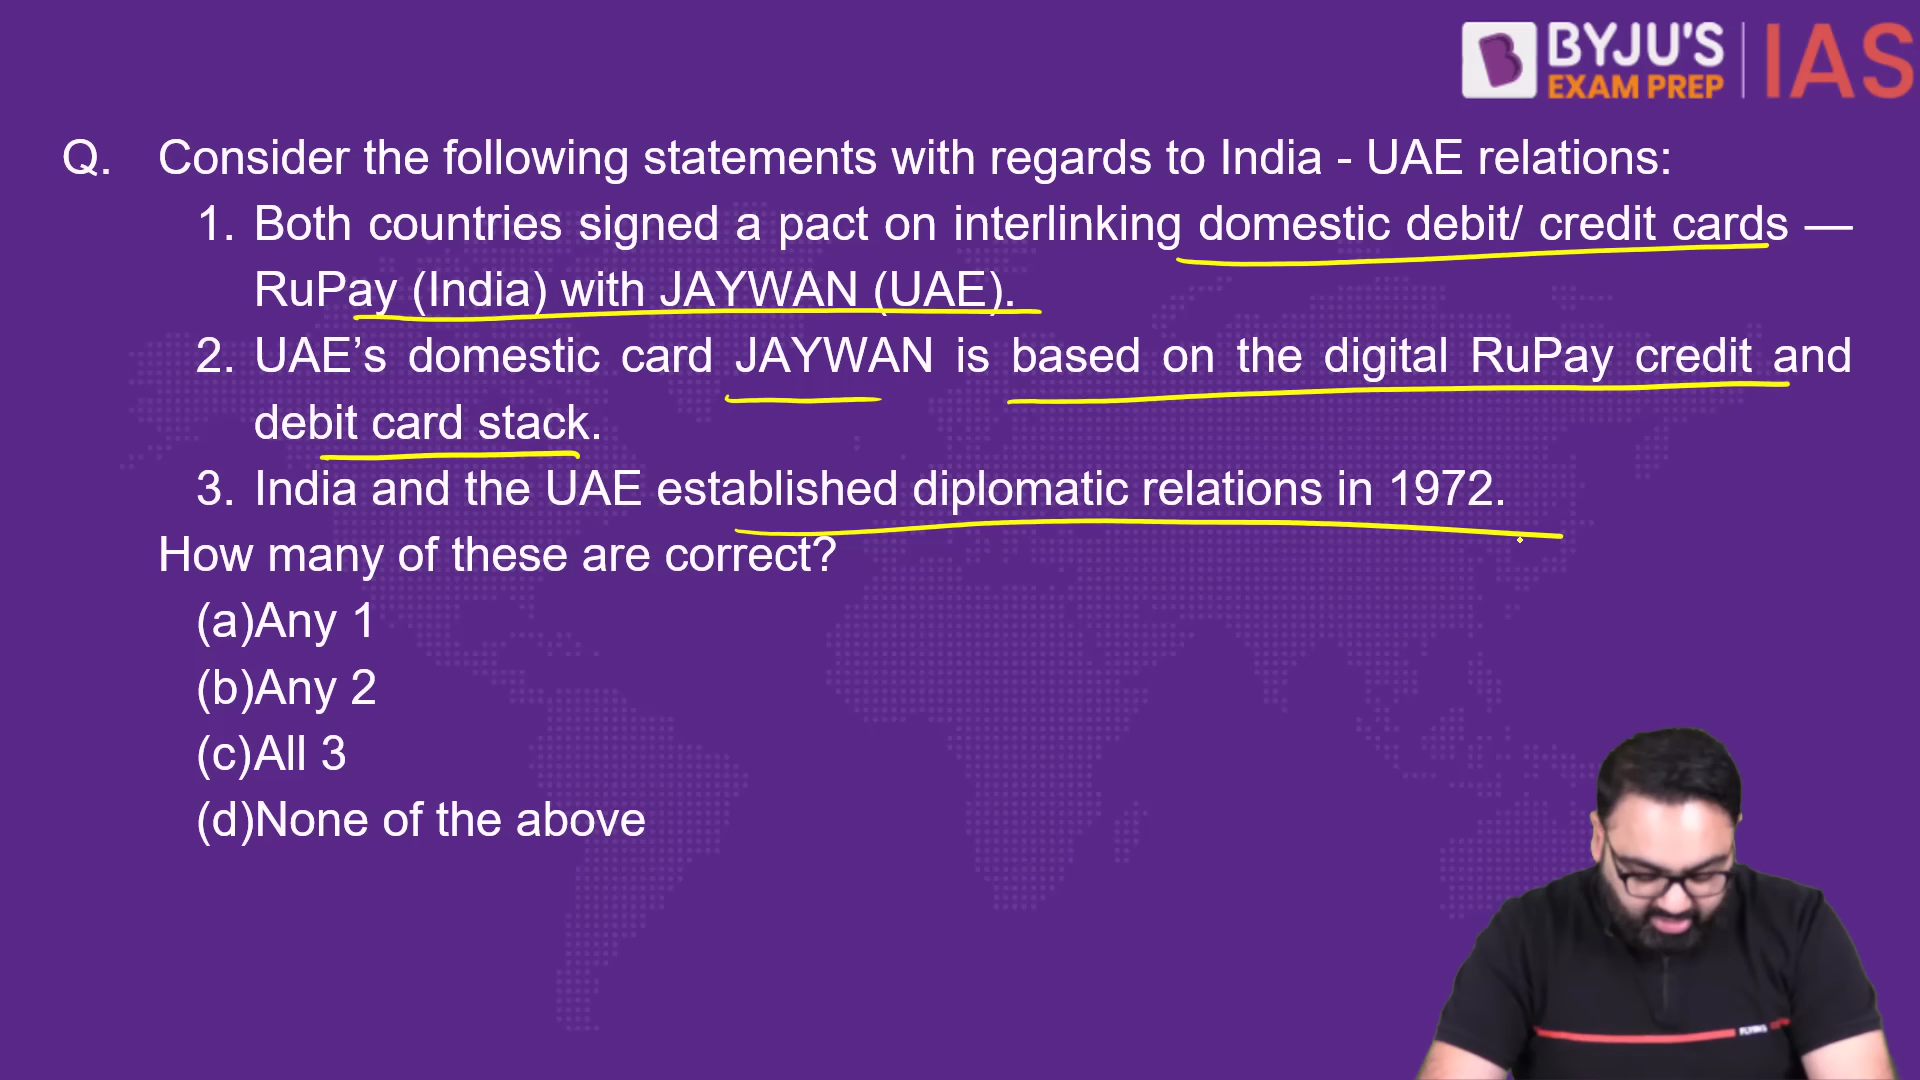 BYJU'S
EXAM PREP
IAS
Q. Consider the following statements with regards to India - UAE relations:
1. Both countries signed a pact on interlinking domestic debit/ credit cards —
RuPay (India) with JAYWAN (UAE).
2. UAE’s domestic card JAYWAN is based on the digital RuPay credit and
debit card stack.
3. India and the UAE established diplomatic relations in 1972.
How many of these are correct?
(a)Any 1
(b)Any 2
(c)All 3
(d)None of the above